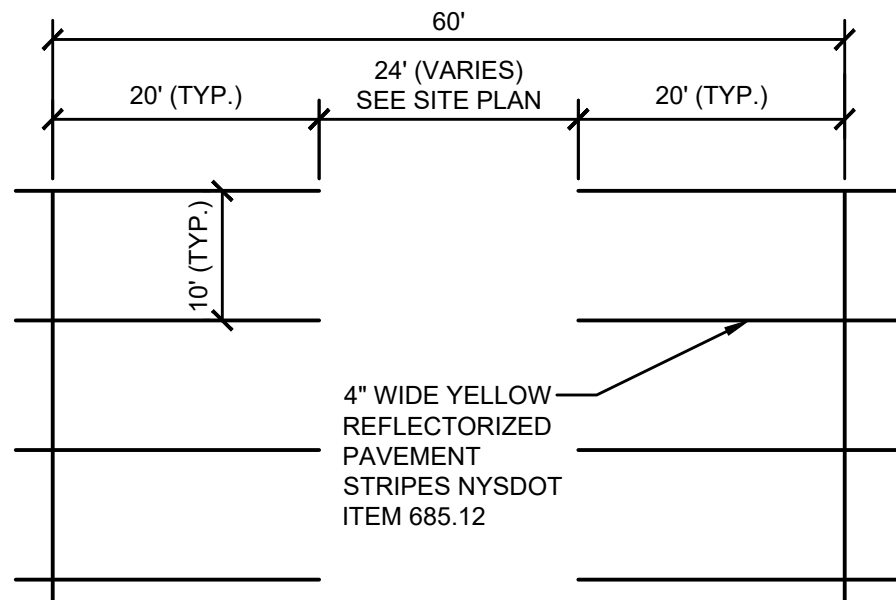 60'
20' (TYP.)
24' (VARIES)
SEE SITE PLAN
20' (TYP.)
10' (TYP.)
4" WIDE YELLOW
REFLECTORIZED
PAVEMENT
STRIPES NYSDOT
ITEM 685.12